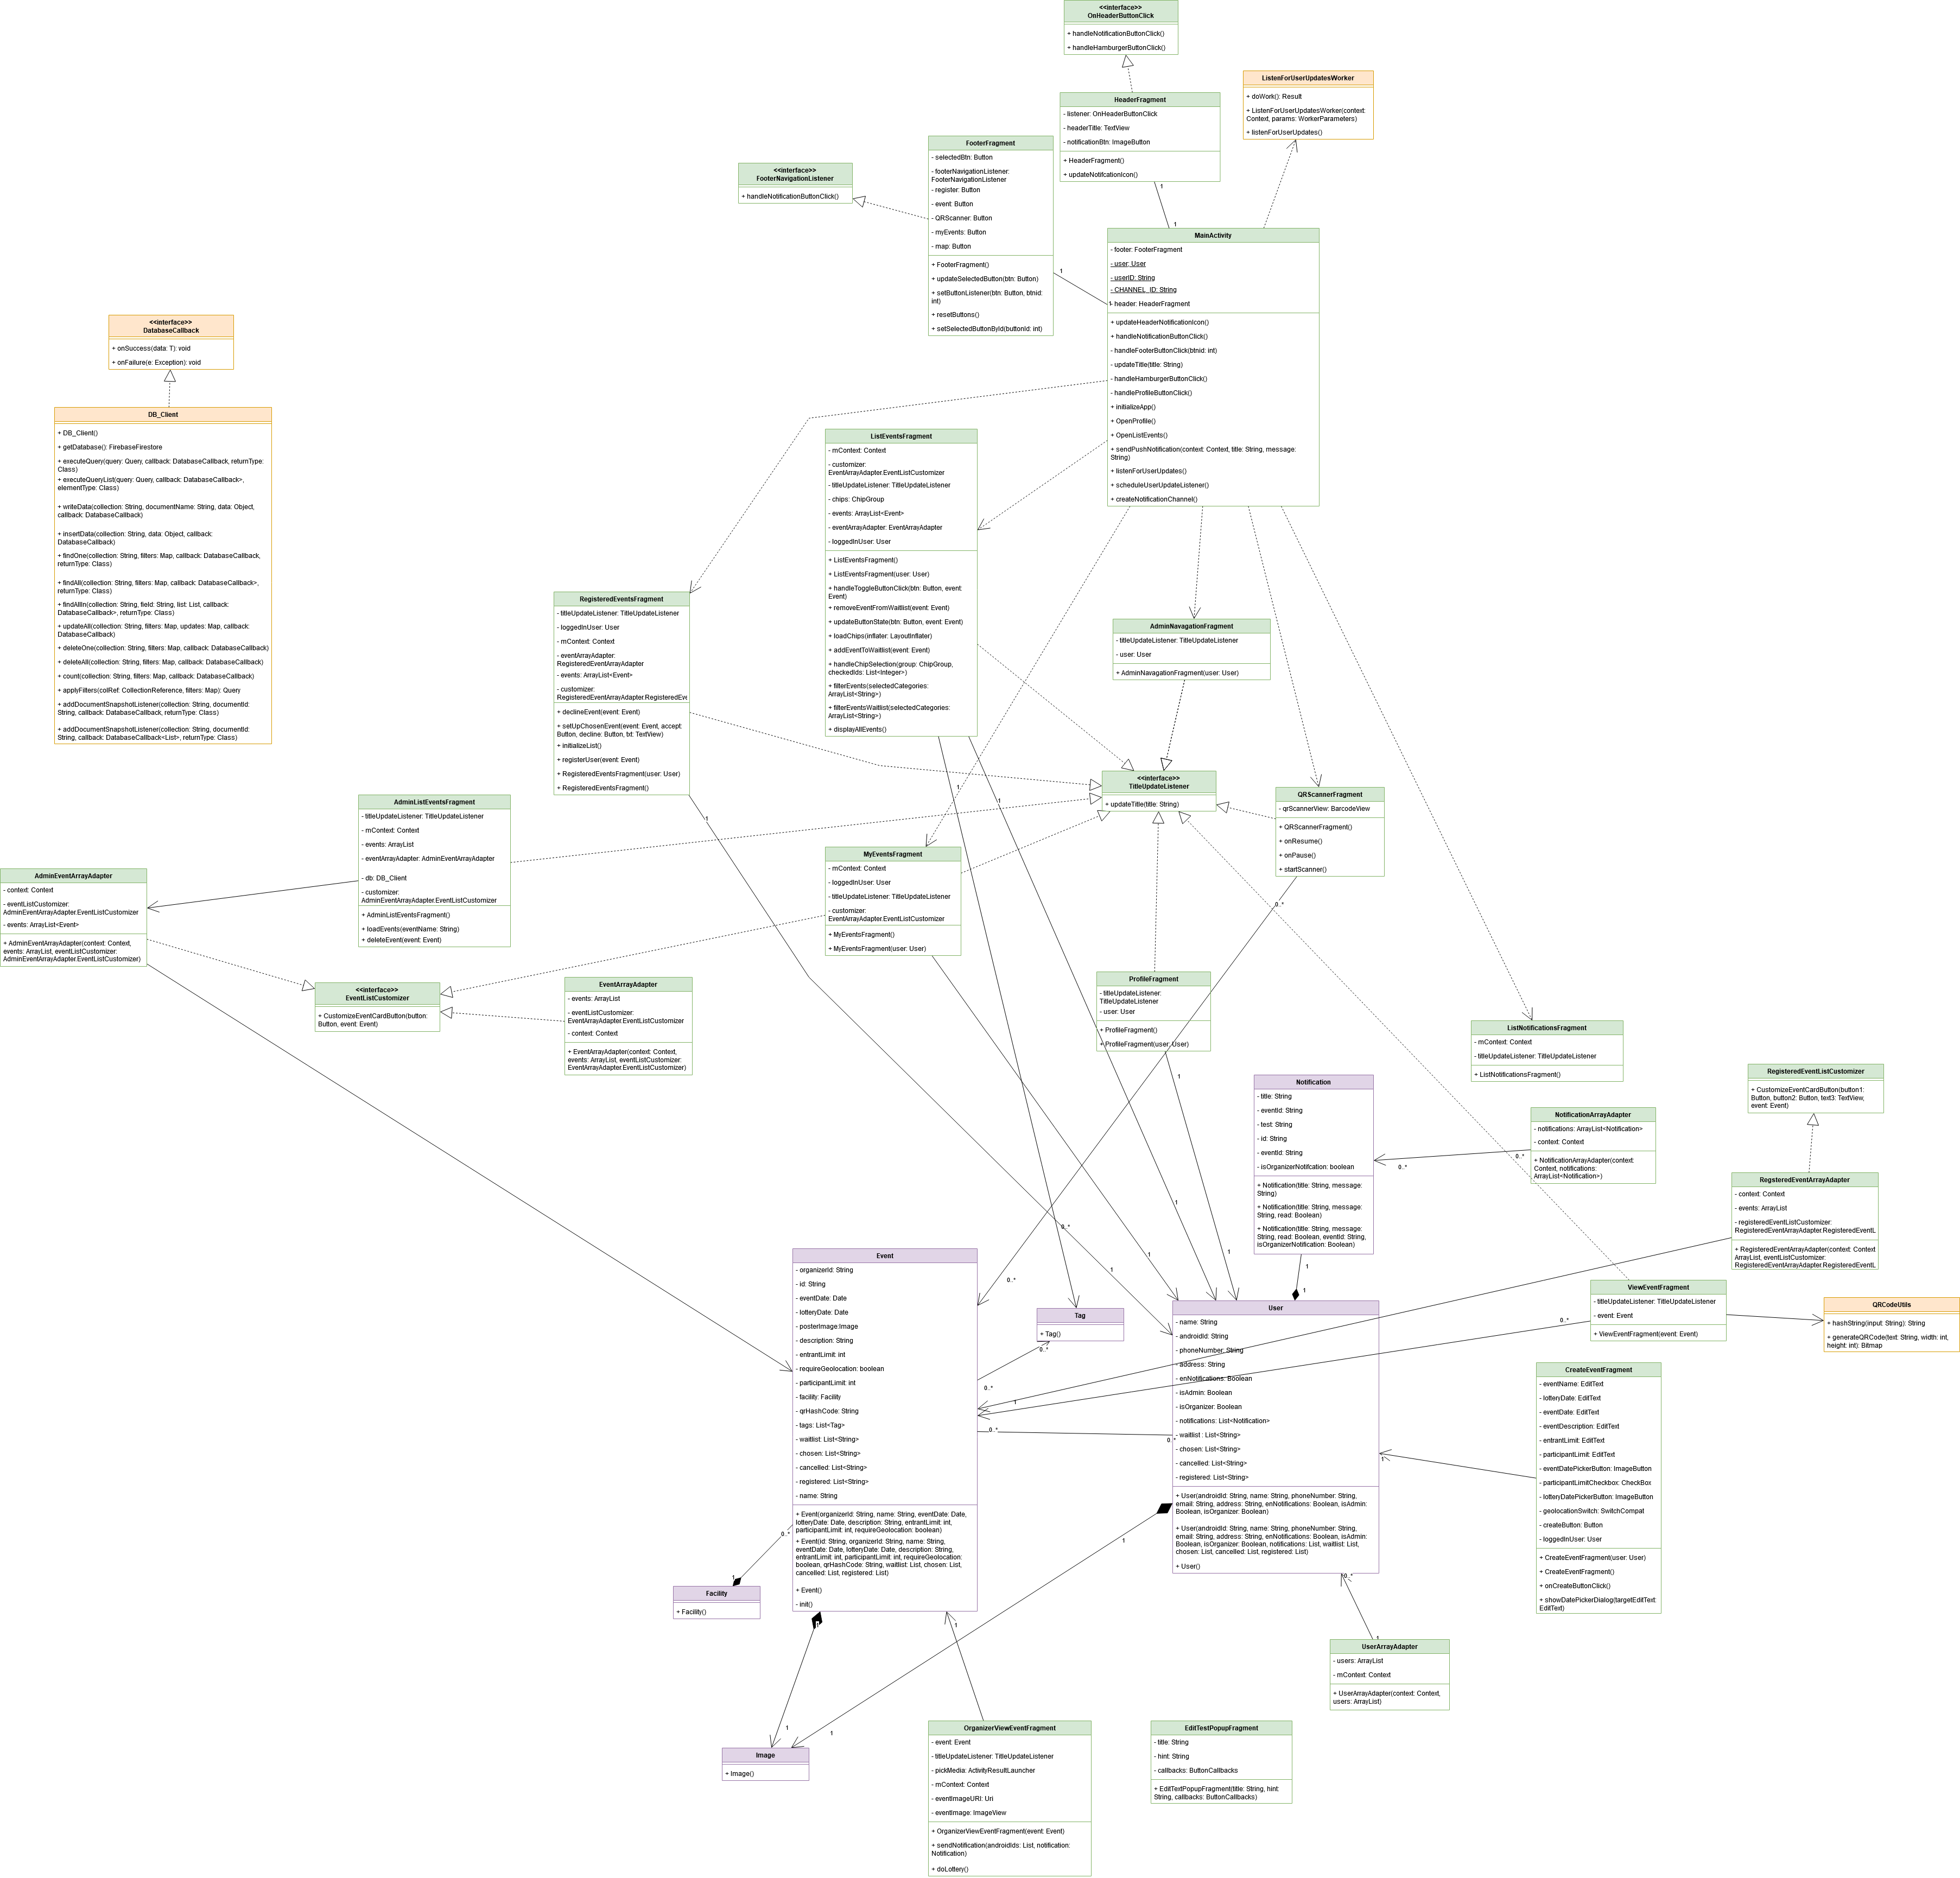 <<interface>>
OnHeaderButtonClick
+ handleNotificationButtonClick()
+ handleHamburgerButtonClick()
ListenForUserUpdatesWorker
+ doWork(): Result
+ ListenForUserUpdatesWorker(context:
Context, params: WorkerParameters)
+ listenForUserUpdates()
HeaderFragment
- listener: OnHeaderButtonClick
- headerTitle: TextView
- notificationBtn: ImageButton
+ HeaderFragment()
+ updateNotifcationIcon()
1
1
FooterFragment
- selectedBtn: Button
- footerNavigationListener:
FooterNavigationListener
- register: Button
- event: Button
- QRScanner: Button
- myEvents: Button
- map: Button
+ FooterFragment()
+ updateSelectedButton(btn: Button)
+ setButtonListener(btn: Button, btnid:
int)
+ resetButtons()
+ setSelectedButtonById(buttonId: int)
1
1
<<interface>>
FooterNavigationListener
+ handleNotificationButtonClick()
MainActivity
- footer: FooterFragment
- user: User
- userID: String
- CHANNEL_ID: String
- header: HeaderFragment
+ updateHeaderNotificationIcon()
+ handleNotificationButtonClick()
- handleFooterButtonClick(btnid: int)
- updateTitle(title: String)
- handleHamburgerButtonClick()
- handleProfileButtonClick()
+ initializeApp()
+ OpenProfile()
+ OpenListEvents()
+ sendPushNotification(context: Context, title: String, message:
String)
+ listenForUserUpdates()
+ scheduleUserUpdateListener()
+ createNotificationChannel()
<<interface>>
DatabaseCallback
+ onSuccess(data: T): void
+ onFailure(e: Exception): void
DB_Client
+ DB_Client()
+ getDatabase(): FirebaseFirestore
+ executeQuery(query: Query, callback: DatabaseCallback, returnType:
Class)
+ executeQueryList(query: Query, callback: DatabaseCallback>,
elementType: Class)
+ writeData(collection: String, documentName: String, data: Object,
callback: DatabaseCallback)
+ insertData(collection: String, data: Object, callback:
DatabaseCallback)
+ findOne(collection: String, filters: Map, callback: DatabaseCallback,
returnType: Class)
+ findAll(collection: String, filters: Map, callback: DatabaseCallback>,
returnType: Class)
+ findAllIn(collection: String, field: String, list: List, callback:
DatabaseCallback>, returnType: Class)
+ updateAll(collection: String, filters: Map, updates: Map, callback:
DatabaseCallback)
+ deleteOne(collection: String, filters: Map, callback: DatabaseCallback)
+ deleteAll(collection: String, filters: Map, callback: DatabaseCallback)
+ count(collection: String, filters: Map, callback: DatabaseCallback)
+ applyFilters(colRef: CollectionReference, filters: Map): Query
+ addDocumentSnapshotListener(collection: String, documentId:
String, callback: DatabaseCallback, returnType: Class)
+ addDocumentSnapshotListener(collection: String, documentId:
String, callback: DatabaseCallback<List>, returnType: Class)
ListEventsFragment
- mContext: Context
- customizer:
EventArrayAdapter.EventListCustomizer
- titleUpdateListener: TitleUpdateListener
- chips: ChipGroup
- events: ArrayList<Event>
- eventArrayAdapter: EventArrayAdapter
- loggedInUser: User
+ ListEventsFragment()
+ ListEventsFragment(user: User)
+ handleToggleButtonClick(btn: Button, event:
Event)
+ removeEventFromWaitlist(event: Event)
+ updateButtonState(btn: Button, event: Event)
+ loadChips(inflater: LayoutInflater)
+ addEventToWaitlist(event: Event)
+ handleChipSelection(group: ChipGroup,
checkedIds: List<Integer>)
+ filterEvents(selectedCategories:
ArrayList<String>)
+ filterEventsWaitlist(selectedCategories:
ArrayList<String>)
+ displayAllEvents()
1
1
RegisteredEventsFragment
- titleUpdateListener: TitleUpdateListener
- loggedInUser: User
- mContext: Context
- eventArrayAdapter:
RegisteredEventArrayAdapter
- events: ArrayList<Event>
- customizer:
RegisteredEventArrayAdapter.RegisteredEve
+ declineEvent(event: Event)
+ setUpChosenEvent(event: Event, accept:
Button, decline: Button, txt: TextView)
+ initializeList()
+ registerUser(event: Event)
+ RegisteredEventsFragment(user: User)
+ RegisteredEventsFragment()
1
AdminNavagationFragment
- titleUpdateListener: TitleUpdateListener
- user: User
+ AdminNavagationFragment(user: User)
<<interface>>
TitleUpdateListener
+ updateTitle(title: String)
QRScannerFragment
- qrScannerView: BarcodeView
+ QRScannerFragment()
+ onResume()
+ onPause()
+ startScanner()
0..*
AdminListEventsFragment
- titleUpdateListener: TitleUpdateListener
- mContext: Context
- events: ArrayList
- eventArrayAdapter: AdminEventArrayAdapter
- db: DB_Client
- customizer:
AdminEventArrayAdapter.EventListCustomizer
+ AdminListEventsFragment()
+ loadEvents(eventName: String)
+ deleteEvent(event: Event)
AdminEventArrayAdapter
- context: Context
- eventListCustomizer:
AdminEventArrayAdapter.EventListCustomizer
- events: ArrayList<Event>
+ AdminEventArrayAdapter(context: Context,
events: ArrayList, eventListCustomizer:
AdminEventArrayAdapter.EventListCustomizer)
MyEventsFragment
- mContext: Context
- loggedInUser: User
- titleUpdateListener: TitleUpdateListener
- customizer:
EventArrayAdapter.EventListCustomizer
+ MyEventsFragment()
+ MyEventsFragment(user: User)
<<interface>>
EventListCustomizer
+ CustomizeEventCardButton(button:
Button, event: Event)
EventArrayAdapter
- events: ArrayList
- eventListCustomizer:
EventArrayAdapter.EventListCustomizer
- context: Context
+ EventArrayAdapter(context: Context,
events: ArrayList, eventListCustomizer:
EventArrayAdapter.EventListCustomizer)
ProfileFragment
- titleUpdateListener:
TitleUpdateListener
- user: User
+ ProfileFragment()
+ ProfileFragment(user: User)
1
ListNotificationsFragment
- mContext: Context
- titleUpdateListener: TitleUpdateListener
+ ListNotificationsFragment()
RegisteredEventListCustomizer
+ CustomizeEventCardButton(button1:
Button, button2: Button, text3: TextView,
event: Event)
Notification
- title: String
- eventId: String
- test: String
- id: String
- eventId: String
- isOrganizerNotifcation: boolean
+ Notification(title: String, message:
String)
+ Notification(title: String, message:
String, read: Boolean)
+ Notification(title: String, message:
String, read: Boolean, eventId: String,
isOrganizerNotification: Boolean)
NotificationArrayAdapter
- notifications: ArrayList<Notification>
- context: Context
+ NotificationArrayAdapter(context:
Context, notifications:
ArrayList<Notification>)
0..*
0..*
RegsteredEventArrayAdapter
- context: Context
- events: ArrayList
- registeredEventListCustomizer:
RegisteredEventArrayAdapter.RegisteredEventL
+ RegisteredEventArrayAdapter(context: Context
ArrayList, eventListCustomizer:
RegisteredEventArrayAdapter.RegisteredEventL
1
0..*
1
1
1
1
1
0..*
Event
- organizerId: String
- id: String
- eventDate: Date
- lotteryDate: Date
- posterImage:Image
- description: String
- entrantLimit: int
- requireGeolocation: boolean
- participantLimit: int
- facility: Facility
- qrHashCode: String
- tags: List<Tag>
- waitlist: List<String>
- chosen: List<String>
- cancelled: List<String>
- registered: List<String>
- name: String
+ Event(organizerId: String, name: String, eventDate: Date,
lotteryDate: Date, description: String, entrantLimit: int,
participantLimit: int, requireGeolocation: boolean)
+ Event(id: String, organizerId: String, name: String,
eventDate: Date, lotteryDate: Date, description: String,
entrantLimit: int, participantLimit: int, requireGeolocation:
boolean, qrHashCode: String, waitlist: List, chosen: List,
cancelled: List, registered: List)
+ Event()
- init()
Tag
+ Tag()
0..*
0..*
1
0..*
0..*
User
- name: String
- androidId: String
- phoneNumber: String
- address: String
- enNotifications: Boolean
- isAdmin: Boolean
- isOrganizer: Boolean
- notifications: List<Notification>
- waitlist : List<String>
- chosen: List<String>
- cancelled: List<String>
- registered: List<String>
+ User(androidId: String, name: String, phoneNumber: String,
email: String, address: String, enNotifications: Boolean, isAdmin:
Boolean, isOrganizer: Boolean)
+ User(androidId: String, name: String, phoneNumber: String,
email: String, address: String, enNotifications: Boolean, isAdmin:
Boolean, isOrganizer: Boolean, notifications: List, waitlist: List,
chosen: List, cancelled: List, registered: List)
+ User()
ViewEventFragment
- titleUpdateListener: TitleUpdateListener
- event: Event
+ ViewEventFragment(event: Event)
0..*
QRCodeUtils
+ hashString(input: String): String
+ generateQRCode(text: String, width: int,
height: int): Bitmap
CreateEventFragment
- eventName: EditText
- lotteryDate: EditText
- eventDate: EditText
- eventDescription: EditText
- entrantLimit: EditText
- participantLimit: EditText
- eventDatePickerButton: ImageButton
- participantLimitCheckbox: CheckBox
- lotteryDatePickerButton: ImageButton
- geolocationSwitch: SwitchCompat
- createButton: Button
- loggedInUser: User
+ CreateEventFragment(user: User)
+ CreateEventFragment()
+ onCreateButtonClick()
+ showDatePickerDialog(targetEditText:
EditText)
1
0..*
1
Facility
+ Facility()
1
0..*
1
UserArrayAdapter
- users: ArrayList
- mContext: Context
+ UserArrayAdapter(context: Context,
users: ArrayList)
1
1
1
Image
+ Image()
OrganizerViewEventFragment
- event: Event
- titleUpdateListener: TitleUpdateListener
- pickMedia: ActivityResultLauncher
- mContext: Context
- eventImageURI: Uri
- eventImage: ImageView
+ OrganizerViewEventFragment(event: Event)
+ sendNotification(androidIds: List, notification:
Notification)
+ doLottery()
EditTestPopupFragment
- title: String
- hint: String
- callbacks: ButtonCallbacks
+ EditTextPopupFragment(title: String, hint:
String, callbacks: ButtonCallbacks)